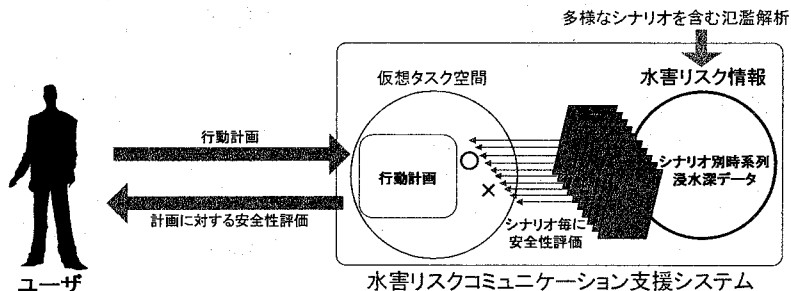 多様なシナリオを含む氾濫解析
仮想タスク空間
水害リスク情報
行動計画
行動計画
シナリオ別時系列
浸水深データ
計画に対する安全性評価
シナリオ毎に
安全性評価
ユーザ
水害リスクコミュニケーション支援システム